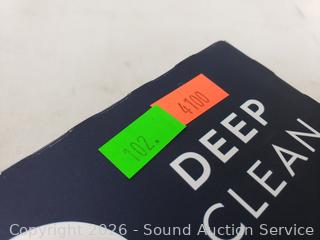 4100
102.
DEEP
CLEAN
Copyright 2026 - Sound Auction Service